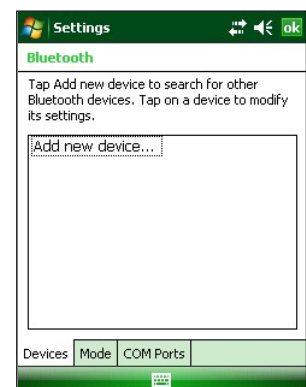 Settings
ok
Bluetooth
Tap Add new device to search for other
Bluetooth devices. Tap on a device to modify
its settings.
Add new device...
Devices Mode COM Ports